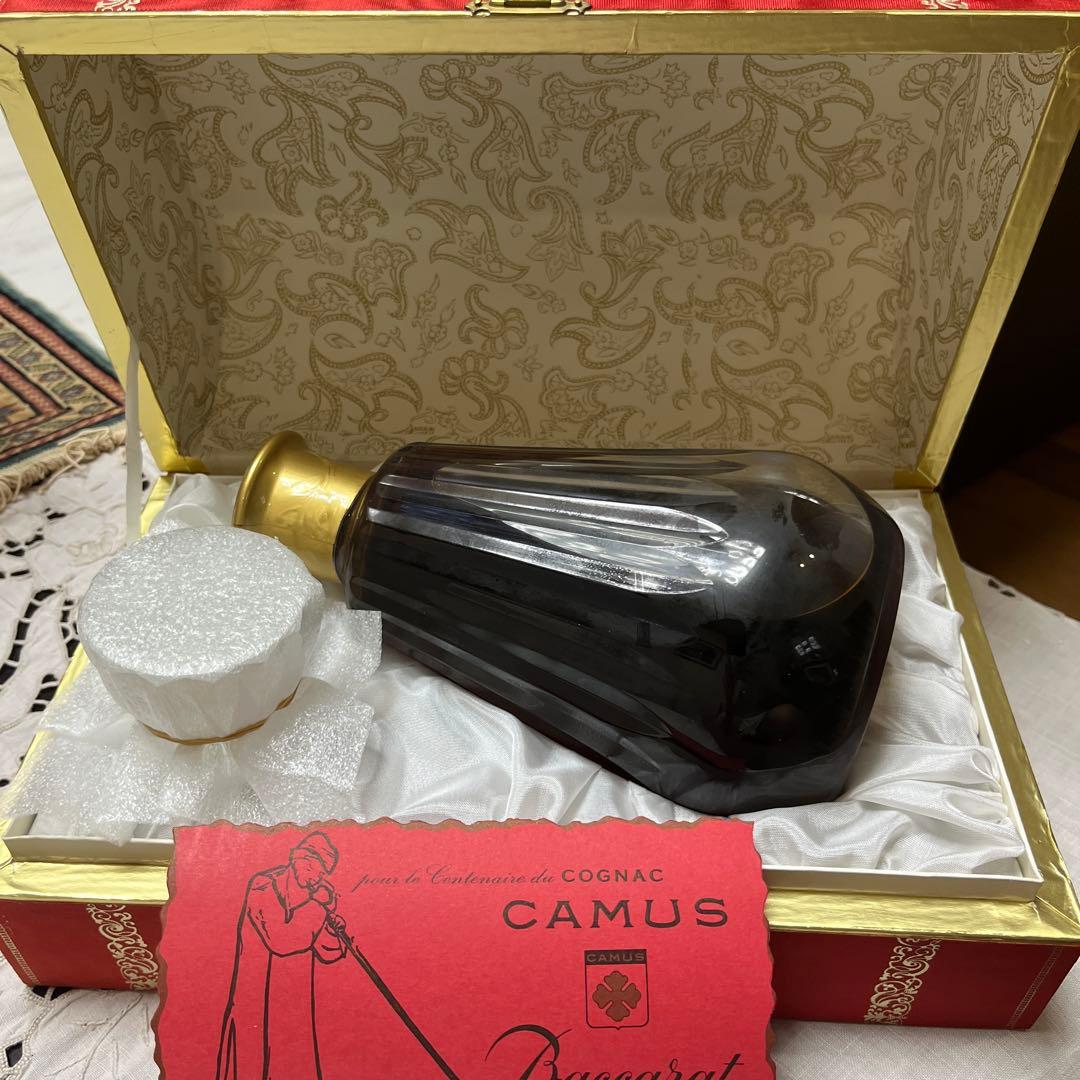 pour le Centenaire du COGNAC
CAMUS
CAMUS
Baccarat